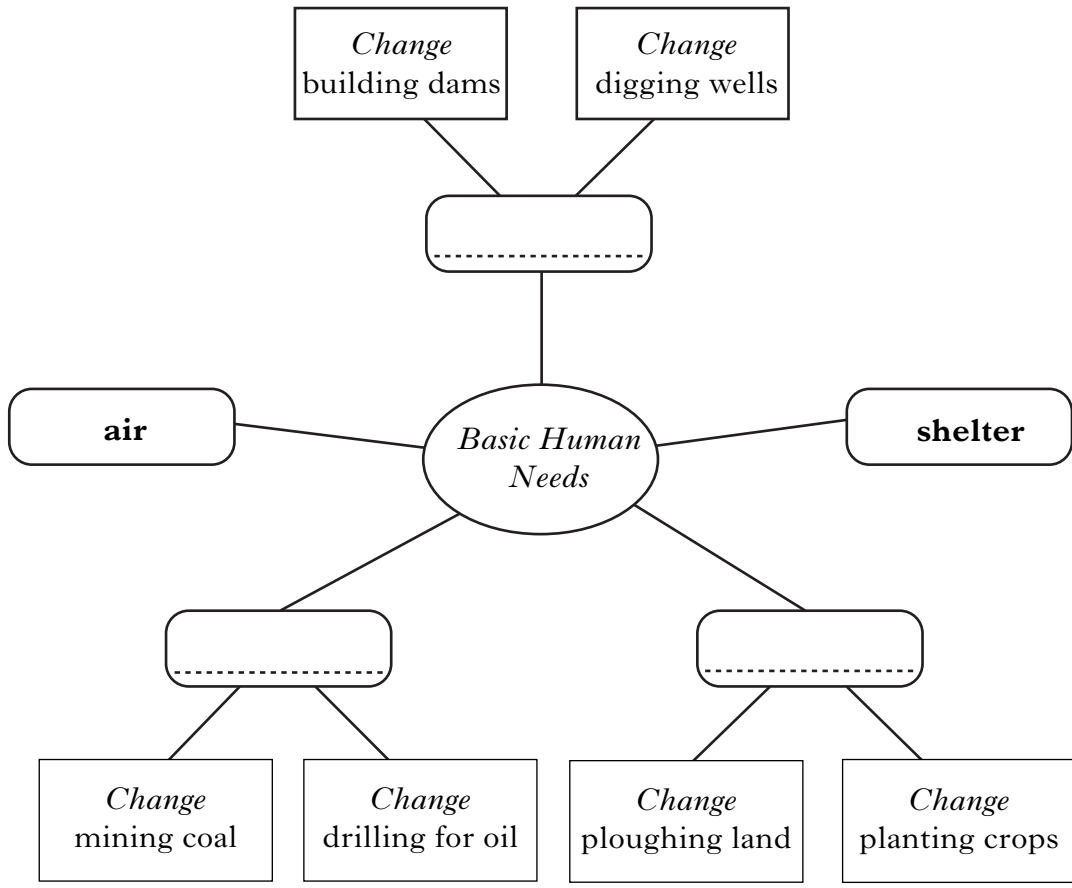 Change
building dams
Change
digging wells
air
Basic Human
Needs
shelter
Change
mining coal
Change
drilling for oil
Change
ploughing land
Change
planting crops